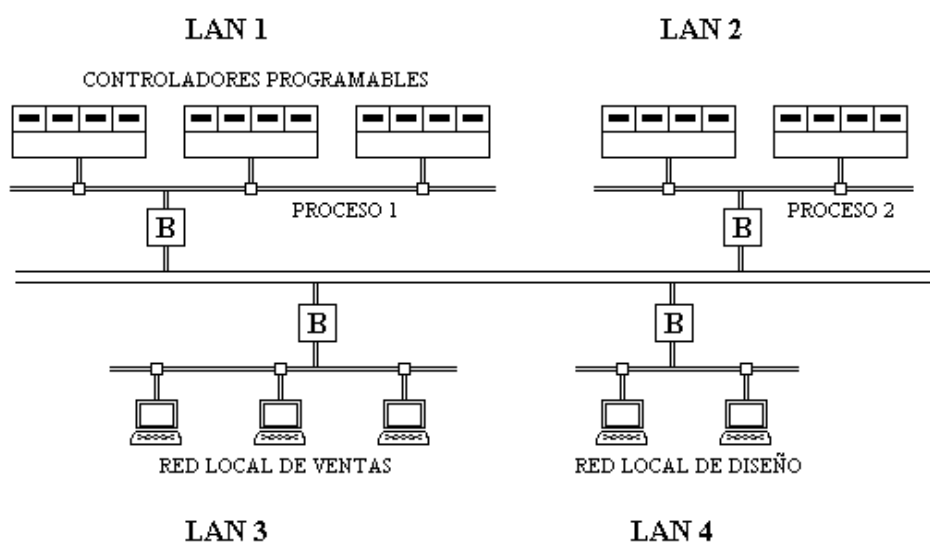 LAN 1
LAN 2
CONTROLADORES PROGRAMABLES
PROCESO 1
PROCESO 2
B
B
B
B
RED LOCAL DE VENTAS
RED LOCAL DE DISEÑO
LAN 3
LAN 4